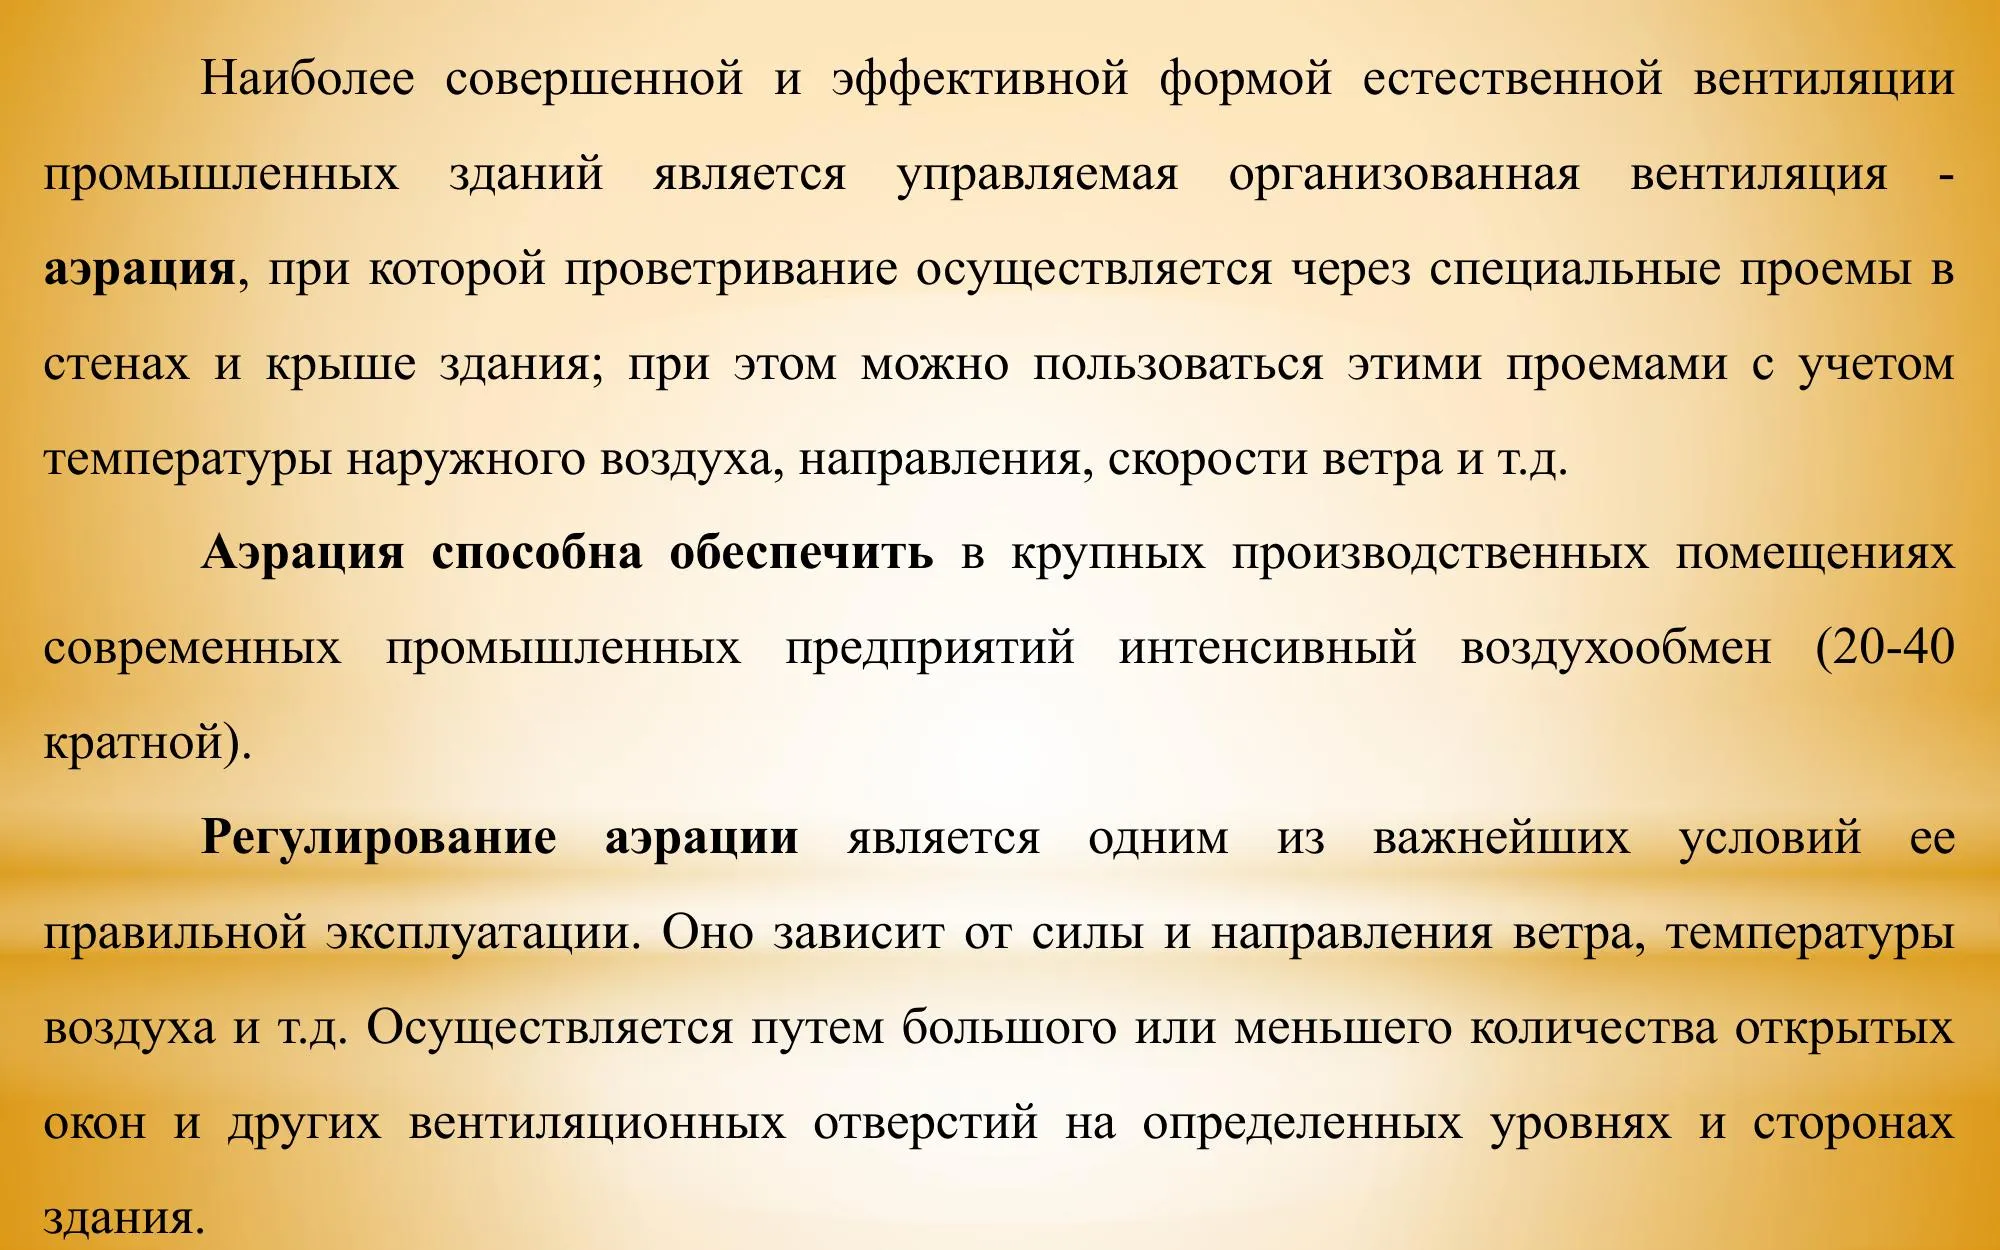 Наиболее совершенной и эффективной формой естественной вентиляции
промышленных зданий является управляемая организованная вентиляция -
аэрация, при которой проветривание осуществляется через специальные проемы в
стенах и крыше здания; при этом можно пользоваться этими проемами с учетом
температуры наружного воздуха, направления, скорости ветра и т.д.
Аэрация способна обеспечить в крупных производственных помещениях
современных промышленных предприятий интенсивный воздухообмен (20-40
кратной).
Регулирование аэрации является одним из важнейших условий ее
правильной эксплуатации. Оно зависит от силы и направления ветра, температуры
воздуха и т.д. Осуществляется путем большого или меньшего количества открытых
окон и других вентиляционных отверстий на определенных уровнях и сторонах
здания.